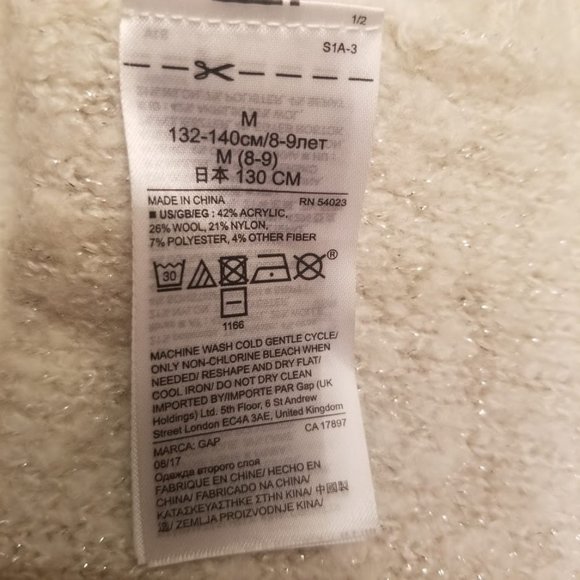 1/2
S1A-3
M
132-140см/8-9лет
M (8-9)
日本 130 CM
MADE IN CHINA RN 54023
■ US/GB/EG : 42% ACRYLIC,
26% WOOL, 21% NYLON,
7% POLYESTER, 4% OTHER FIBER
30
®
1166
MACHINE WASH COLD GENTLE CYCLE/
ONLY NON-CHLORINE BLEACH WHEN
NEEDED/ RESHAPE AND DRY FLAT/
COOL IRON/ DO NOT DRY CLEAN
IMPORTED BY/IMPORTE PAR Gap (UK
Holdings) Ltd. 5th Floor, 6 St Andrew
Street London EC4A 3AE, United Kingdom
CA 17897
MARCA: GAP
08/17
Одежда второго слоя
FABRIQUE EN CHINE/ HECHO EN
CHINA/ FABRICADO NA CHINA/
ΚΑΤΑΣΚΕΥΑΣΤΗΚΕ ΣΤΗΝ ΚΙΝΑ/ 中國製
造/ ZEMLJA PROIZVODNJE KINA/